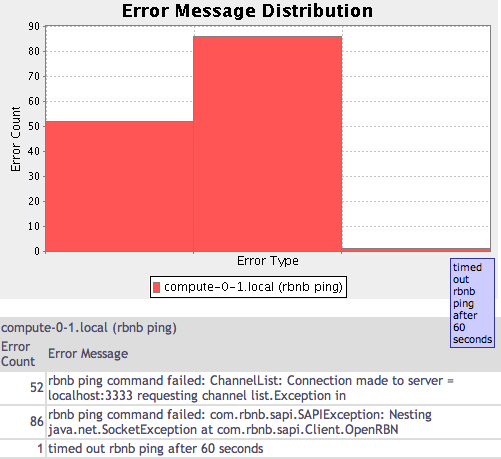 Error Message Distribution
90
80
70
60
50
40
30
20
10
0
Error Count
Error Type
compute-0-1.local (rbnb ping)
timed
out
rbnb
ping
after
60
seconds
compute-0-1.local (rbnb ping)
Error
Count
Error Message
52
rbnb ping command failed: ChannelList: Connection made to server =
localhost:3333 requesting channel list.Exception in
86
rbnb ping command failed: com.rbnb.sapi.SAPIException: Nesting
java.net.SocketException at com.rbnb.sapi.Client.OpenRBN
1 timed out rbnb ping after 60 seconds